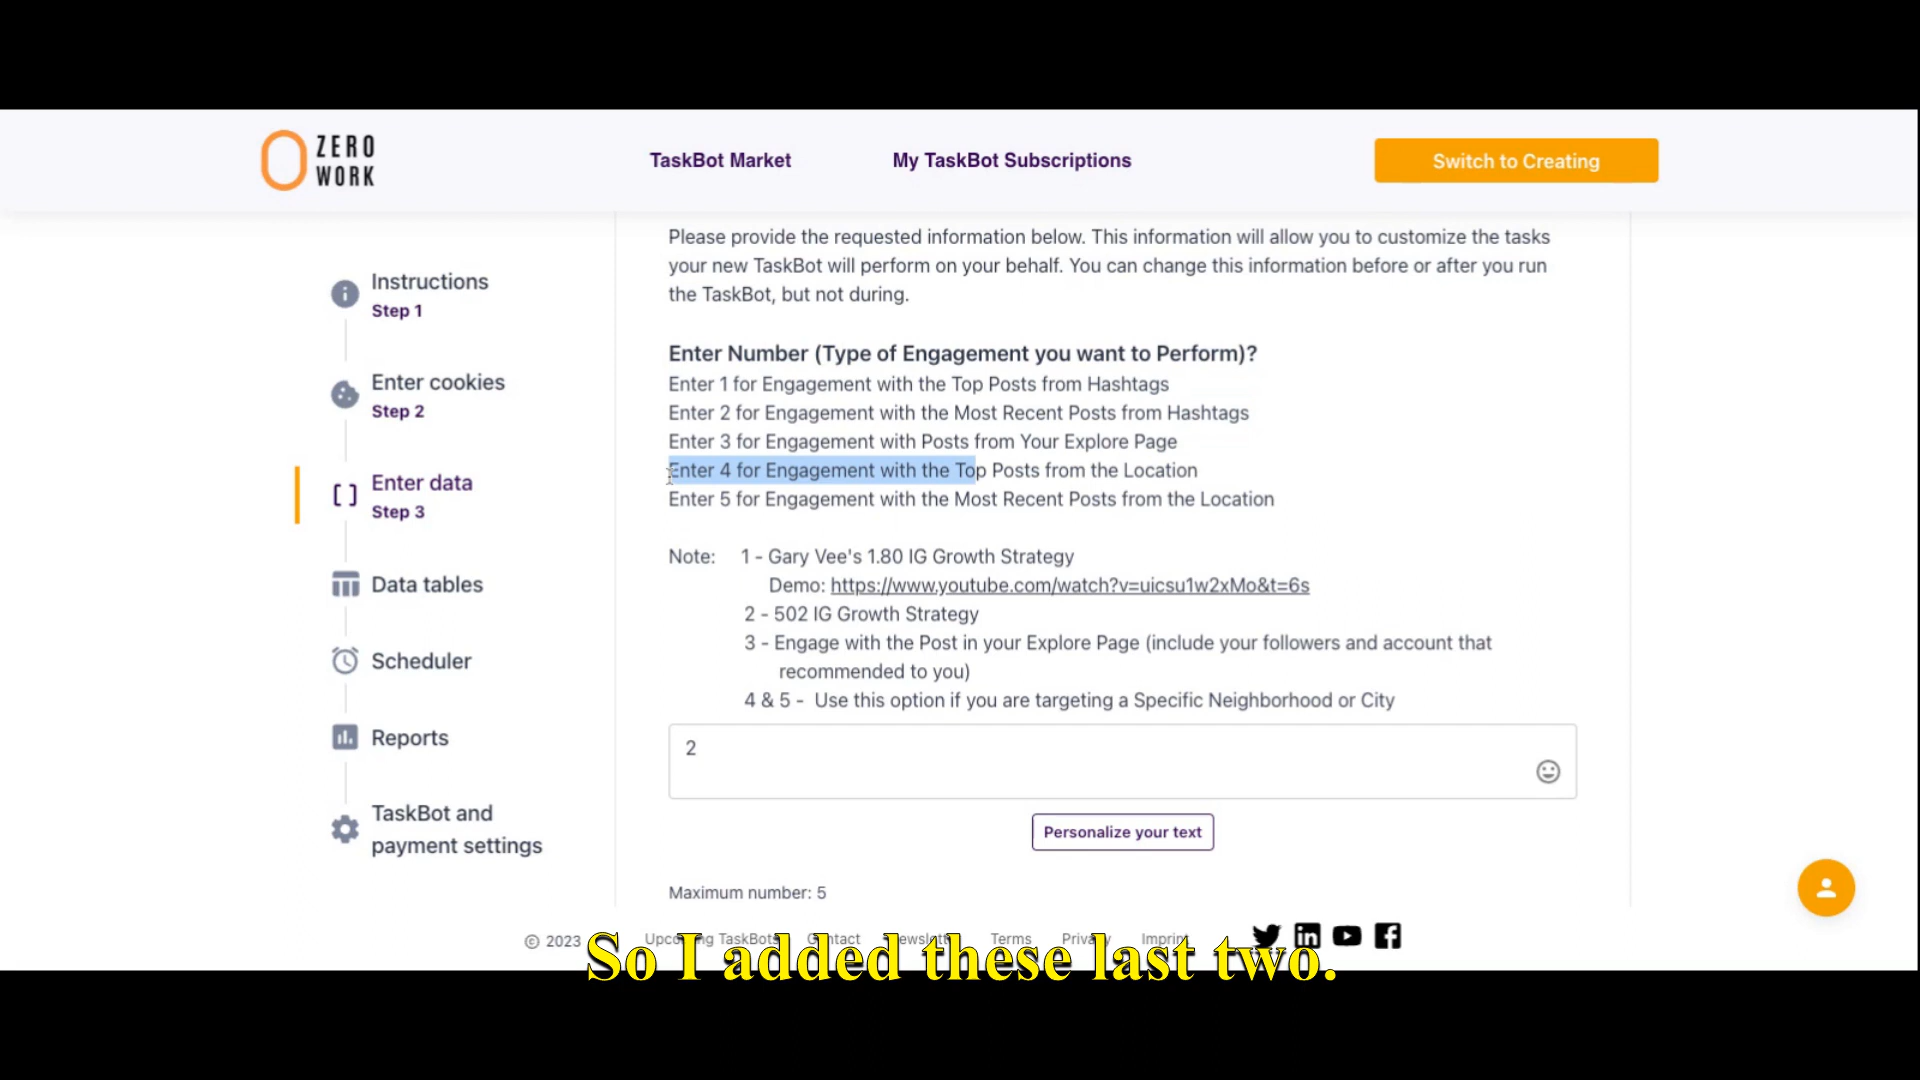 ZERO
WORK
TaskBot Market
My TaskBot Subscriptions
Switch to Creating
Instructions
Step 1
Enter cookies
Step 2
Enter data
Step 3
Data tables
Scheduler
Reports
TaskBot and
payment settings
Please provide the requested information below. This information will allow you to customize the tasks
your new TaskBot will perform on your behalf. You can change this information before or after you run
the TaskBot, but not during.
Enter Number (Type of Engagement you want to Perform)?
Enter 1 for Engagement with the Top Posts from Hashtags
Enter 2 for Engagement with the Most Recent Posts from Hashtags
Enter 3 for Engagement with Posts from Your Explore Page
Enter 4 for Engagement with the Top Posts from the Location
Enter 5 for Engagement with the Most Recent Posts from the Location
Note: 1 - Gary Vee's 1.80 IG Growth Strategy
Demo: https://www.youtube.com/watch?v=uicsu1w2xMo&t=6s
2 - 502 IG Growth Strategy
3 - Engage with the Post in your Explore Page (include your followers and account that
recommended to you)
4 & 5 - Use this option if you are targeting a Specific Neighborhood or City
2
Personalize your text
Maximum number: 5
© 2023 Upcoming TaskBots Contact Newsletter Terms Privacy Imprint
So I added these last two.